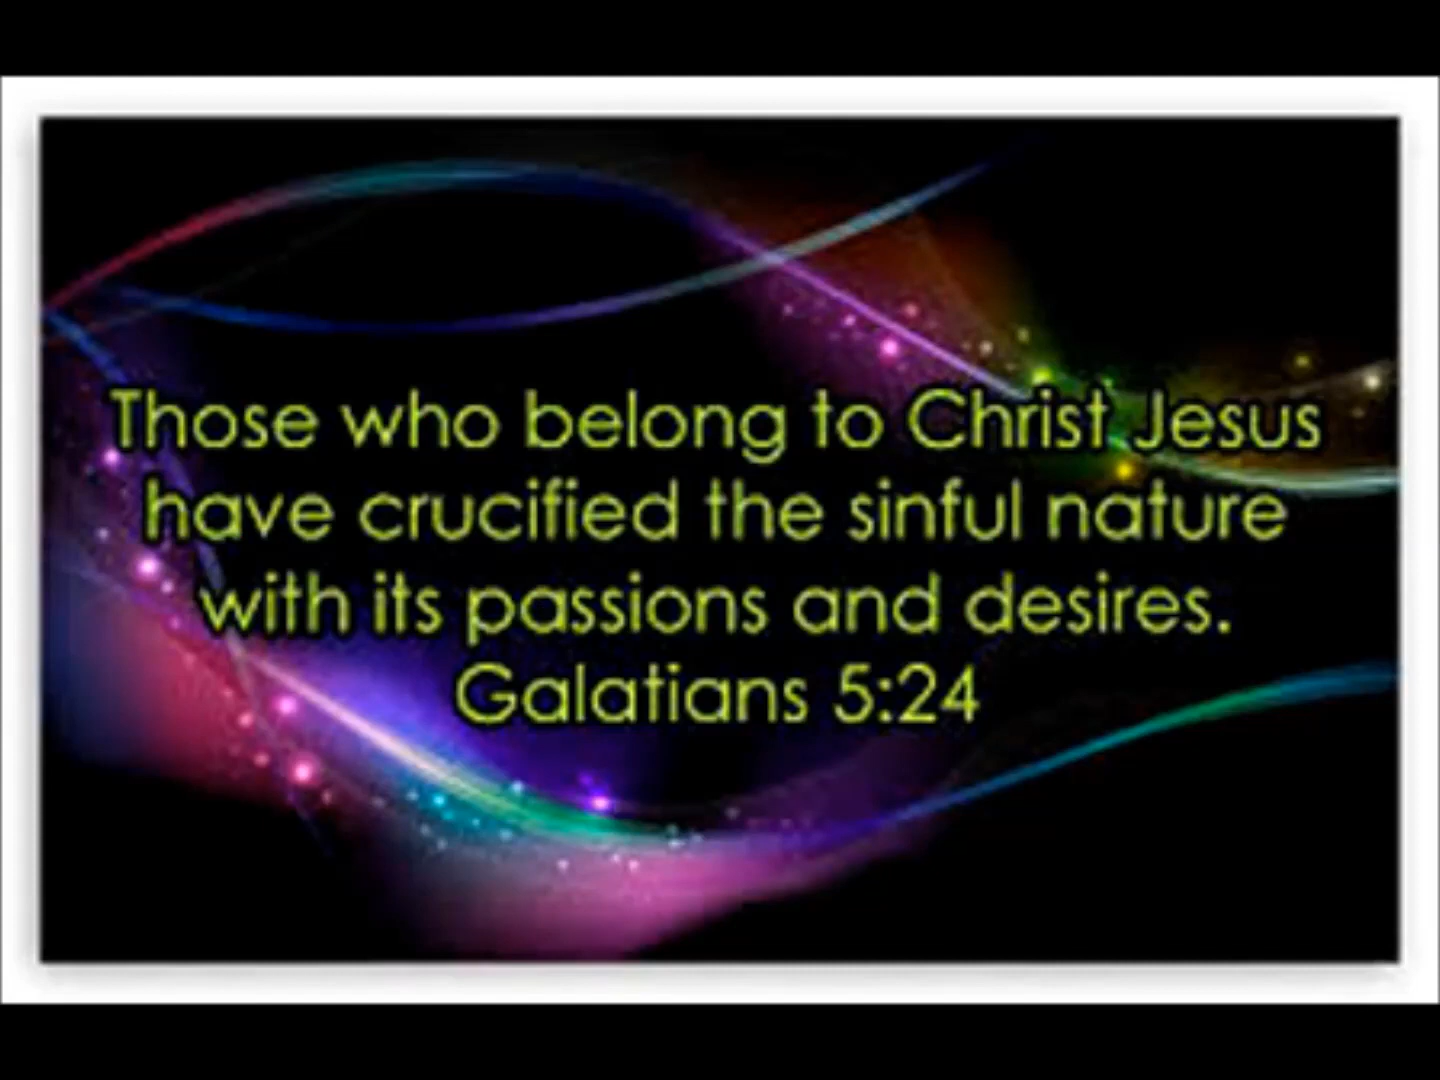 Those who belong to Christ Jesus
have crucified the sinful nature
with its passions and desires.
Galatians 5:24